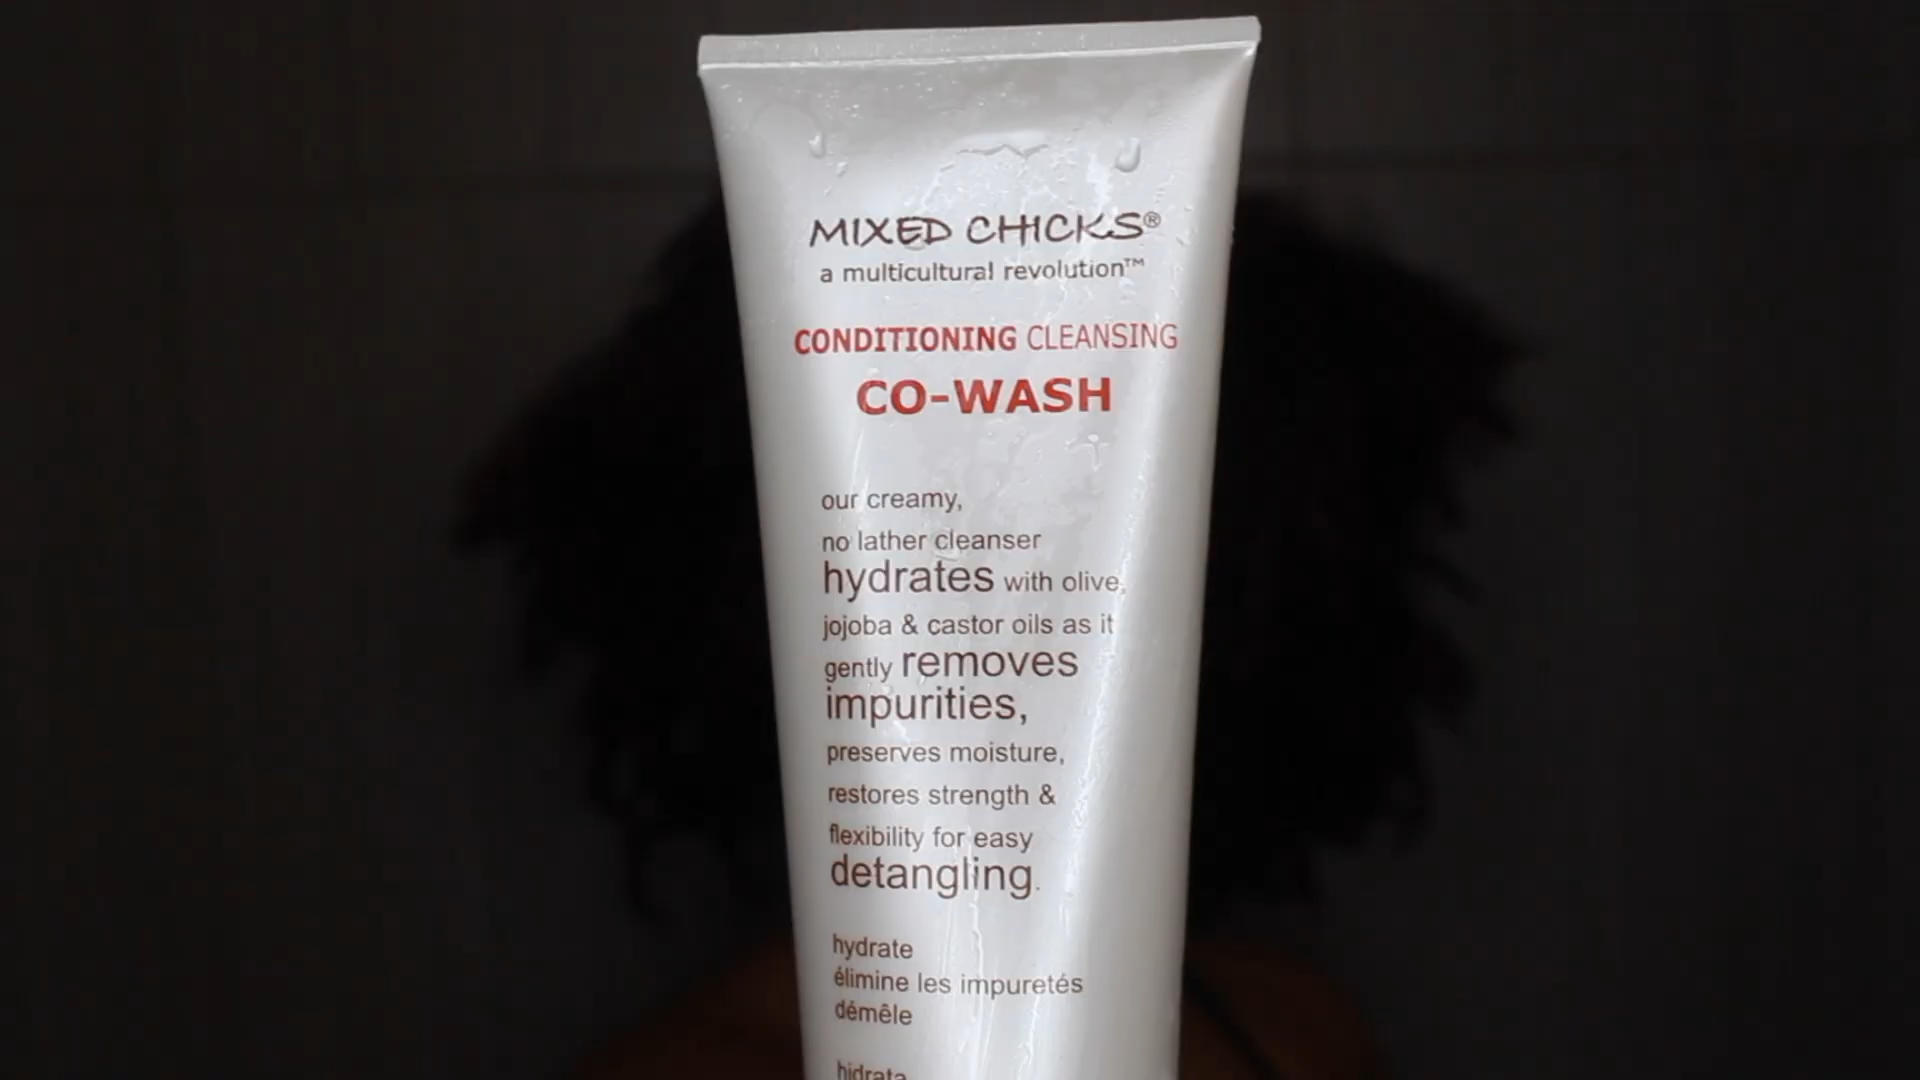 MIXED CHICKS®
a multicultural revolution™
CONDITIONING CLEANSING
CO-WASH
our creamy,
no lather cleanser
hydrates with olive,
jojoba & castor oils as it
gently removes
impurities,
preserves moisture,
restores strength &
flexibility for easy
detangling.
hydrate
élimine les impuretés
démêle
hidrata